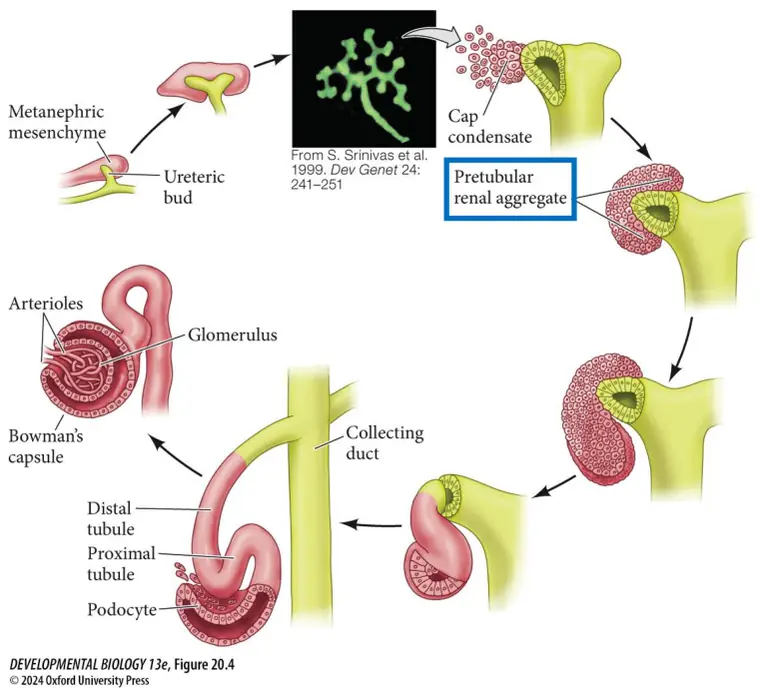 Metanephric
mesenchyme
Ureteric
bud
From S. Srinivas et al.
1999. Dev Genet 24:
241–251
Cap
condensate
Pretubular
renal aggregate
Arterioles
Glomerulus
Bowman’s
capsule
Collecting
duct
Distal
tubule
Proximal
tubule
Podocyte
DEVELOPMENTAL BIOLOGY 13e, Figure 20.4
© 2024 Oxford University Press